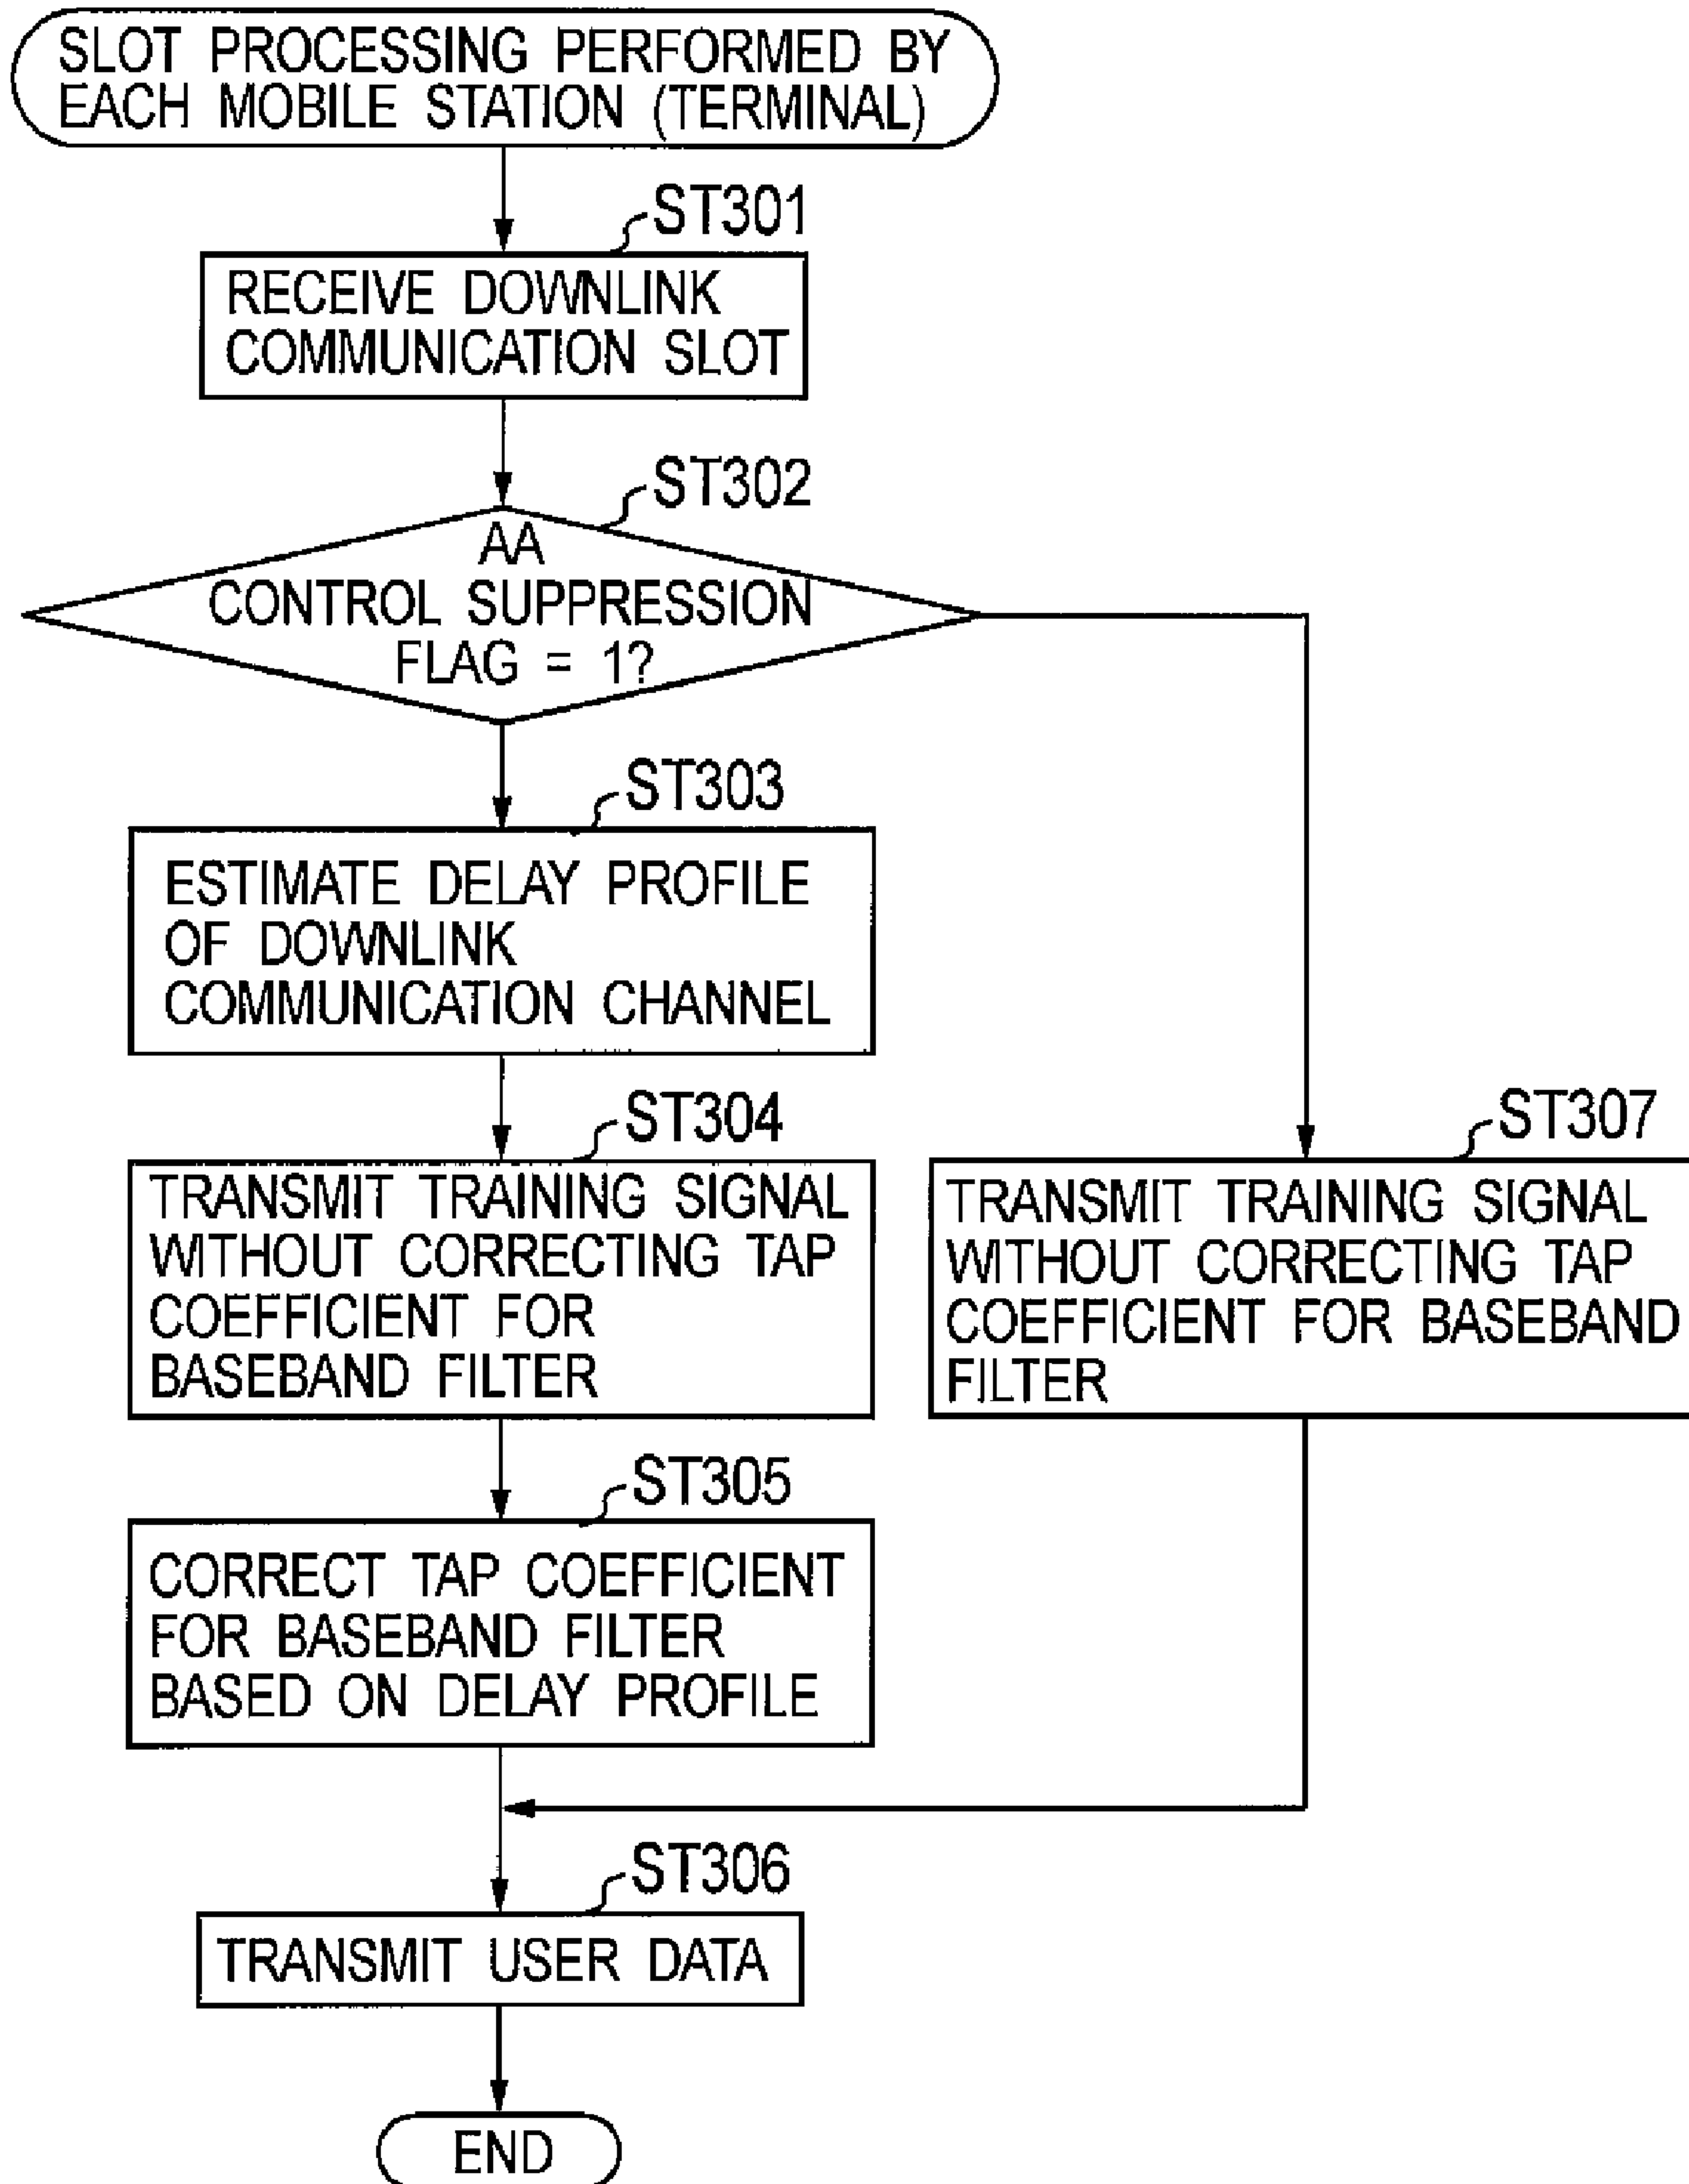 SLOT PROCESSING PERFORMED BY
EACH MOBILE STATION (TERMINAL)
ST301
RECEIVE DOWNLINK
COMMUNICATION SLOT
ST302
AA
CONTROL SUPPRESSION
FLAG = 1?
ST303
ESTIMATE DELAY PROFILE
OF DOWNLINK
COMMUNICATION CHANNEL
ST304
TRANSMIT TRAINING SIGNAL
WITHOUT CORRECTING TAP
COEFFICIENT FOR
BASEBAND FILTER
ST307
TRANSMIT TRAINING SIGNAL
WITHOUT CORRECTING TAP
COEFFICIENT FOR BASEBAND
FILTER
ST305
CORRECT TAP COEFFICIENT
FOR BASEBAND FILTER
BASED ON DELAY PROFILE
ST306
TRANSMIT USER DATA
END